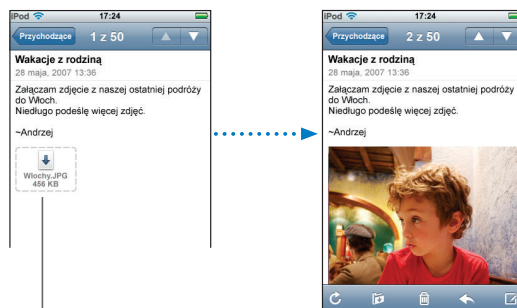 iPod 17:24
Przychodzące 1 z 50
Wakacje z rodziną
28 maja, 2007 13:36
Załączam zdjęcie z naszej ostatniej podróży
do Włoch.
Niedługo podeślę więcej zdjęć.
~Andrzej
Wlochy.JPG
456 KB
iPod 17:24
Przychodzące 2 z 50
Wakacje z rodziną
28 maja, 2007 13:36
Załączam zdjęcie z naszej ostatniej podróży
do Włoch.
Niedługo podeślę więcej zdjęć.
~Andrzej